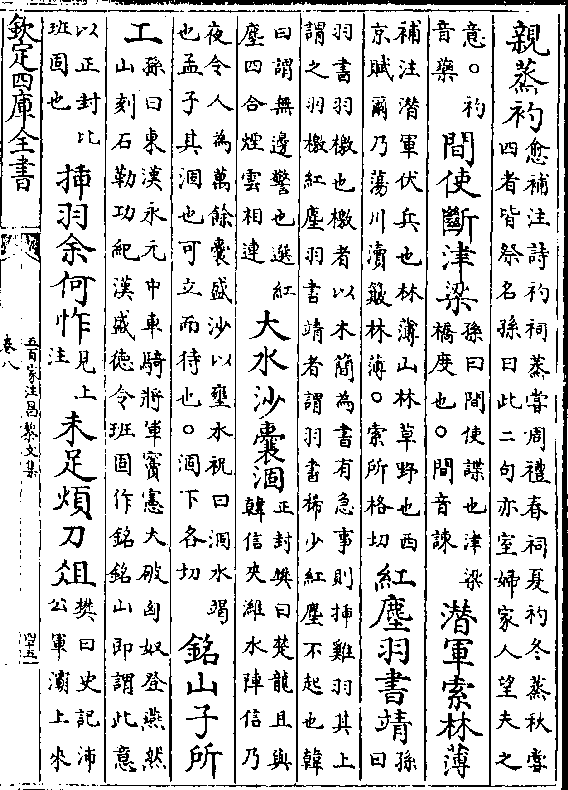 親蒸礿
愈補注詩礿祠蒸嘗周禮春祠夏礿冬蒸秋嘗
四者皆祭名孫曰此二句亦室婦家人望夫之
意。礿
音藥
間使斷津梁
孫曰間使諜也津梁
橋度也。間音諫
潜軍索林薄
補注潜軍伏兵也林薄山林草野也西
京賦爾乃蕩川瀆簸林薄。索所格切
紅塵羽書靖
孫
曰
羽書羽檄也檄者以木簡為書有急事則揷雞羽其上
謂之羽檄紅塵羽書靖者謂羽書稀少紅塵不起也韓
曰謂無邊警也選紅
塵四合煙雲相連
大水沙囊涸
正封樊曰楚龍且與
韓信夾濰水陣信乃
夜令人為萬餘囊盛沙以壅水祝曰涸水竭
也孟子其涸也可立而待也。涸下各切
銘山子所
工
孫曰東漢永元中車騎將軍竇憲大破匈奴登燕然
山刻石勒功紀漢盛德令班固作銘銘山即謂此意
以正封比
班固也
揷羽余何怍
見上
注
未足煩刀俎
樊曰史記沛
公軍灞上來
欽定四庫全書
五百家注昌黎文集
卷八
四五